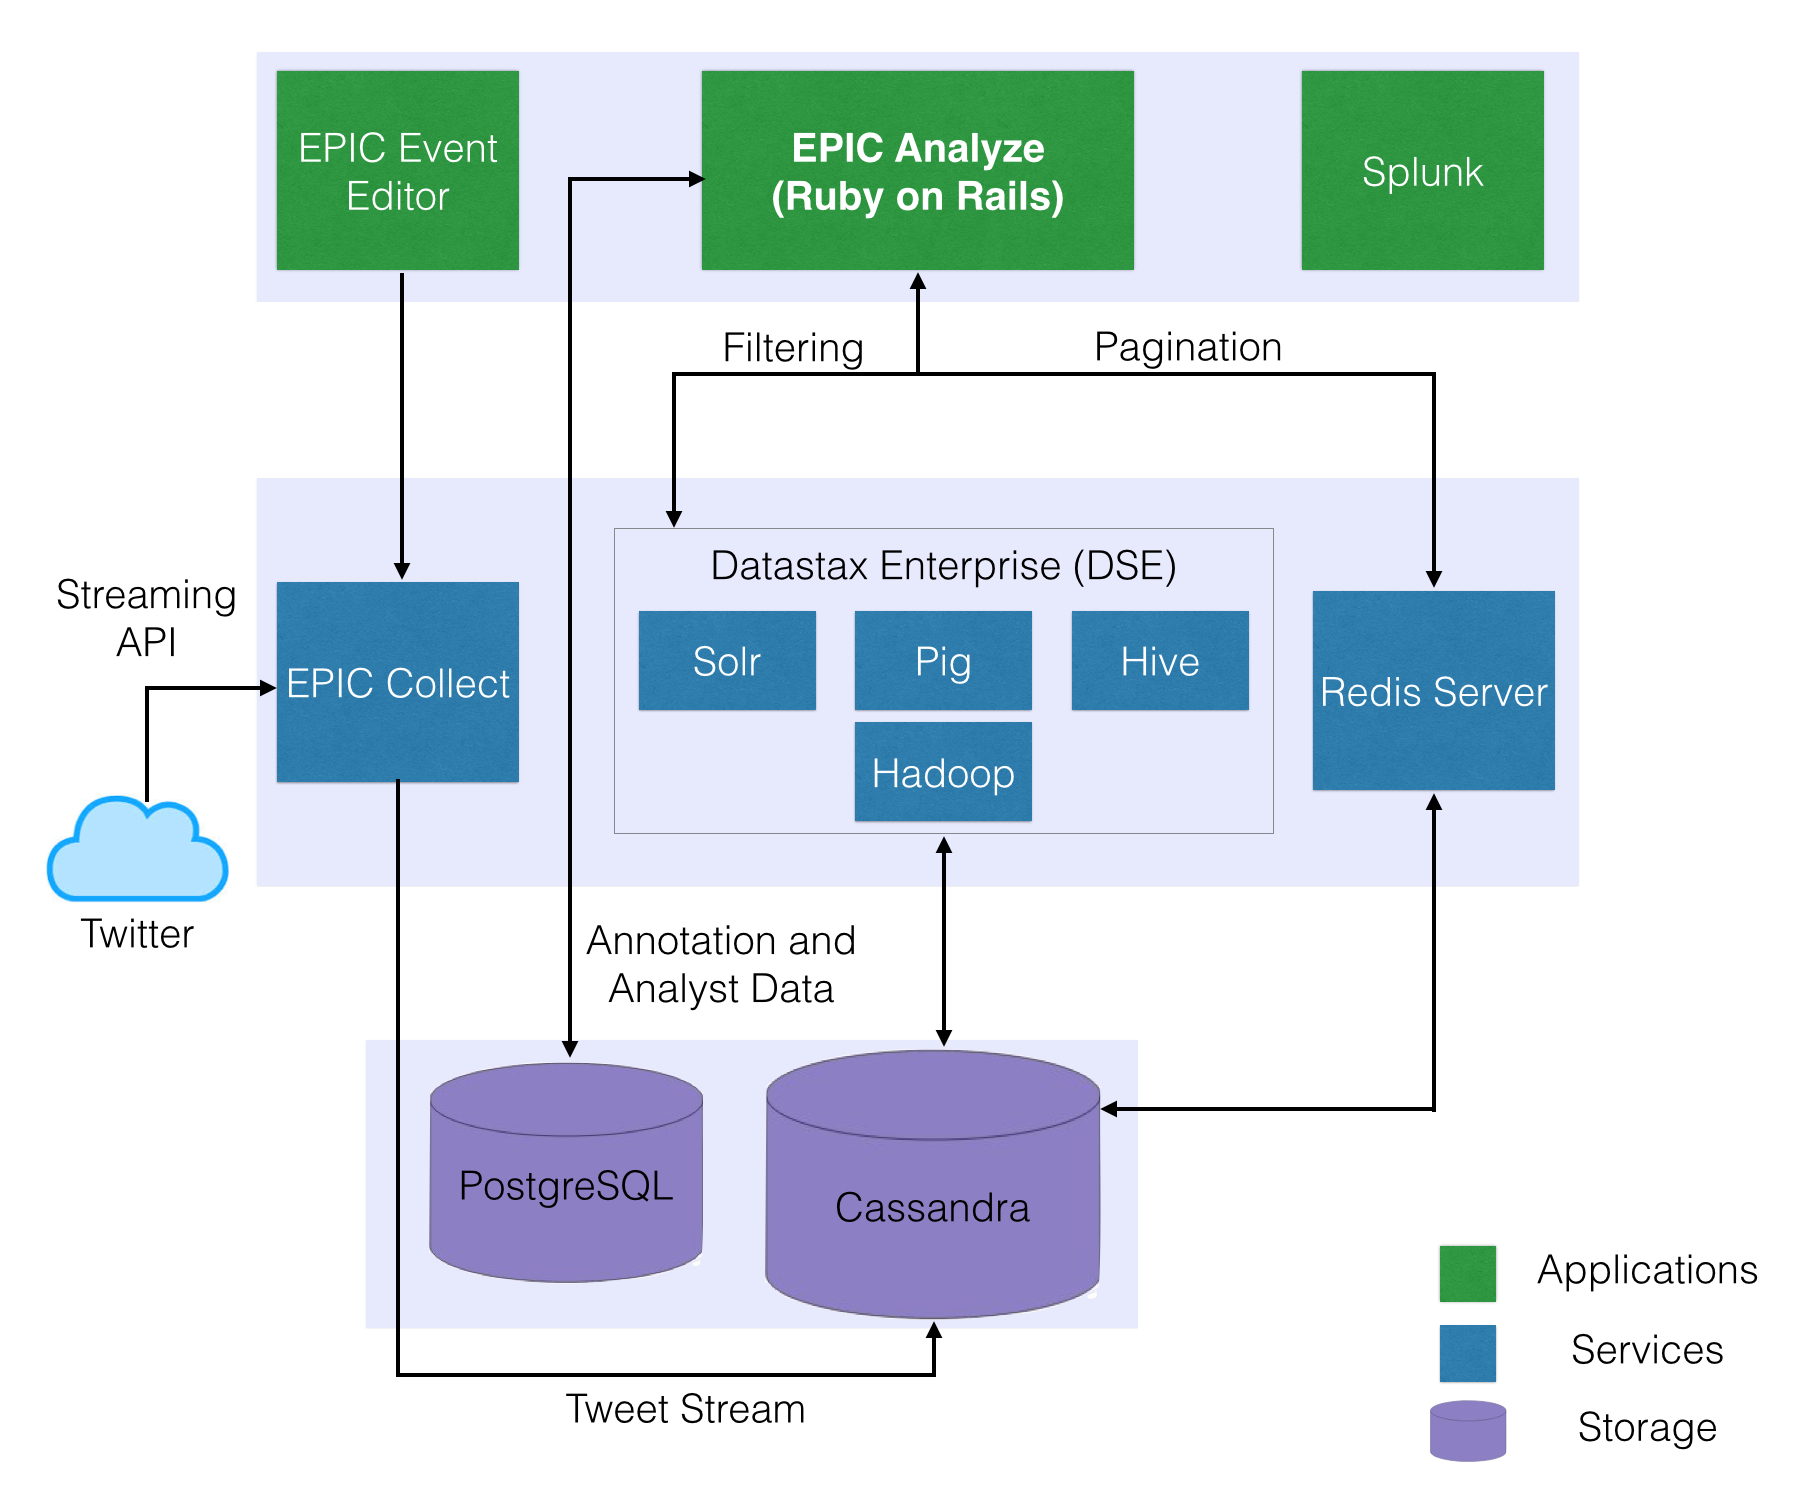 EPIC Event
Editor
EPIC Analyze
(Ruby on Rails)
Splunk
Filtering
Pagination
Streaming
API
EPIC Collect
Datastax Enterprise (DSE)
Solr
Pig
Hive
Hadoop
Redis Server
Twitter
Annotation and
Analyst Data
PostgreSQL
Cassandra
Tweet Stream
Applications
Services
Storage